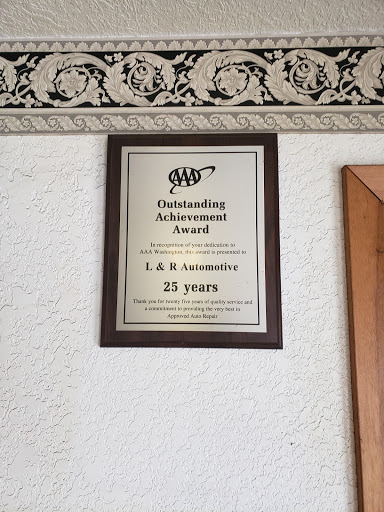 AAA
Outstanding
Achievement
Award
In recognition of your dedication to
AAA Washington, this award is presented to
L & R Automotive
25 years
Thank you for twenty five years of quality service and
a commitment to providing the very best in
Approved Auto Repair